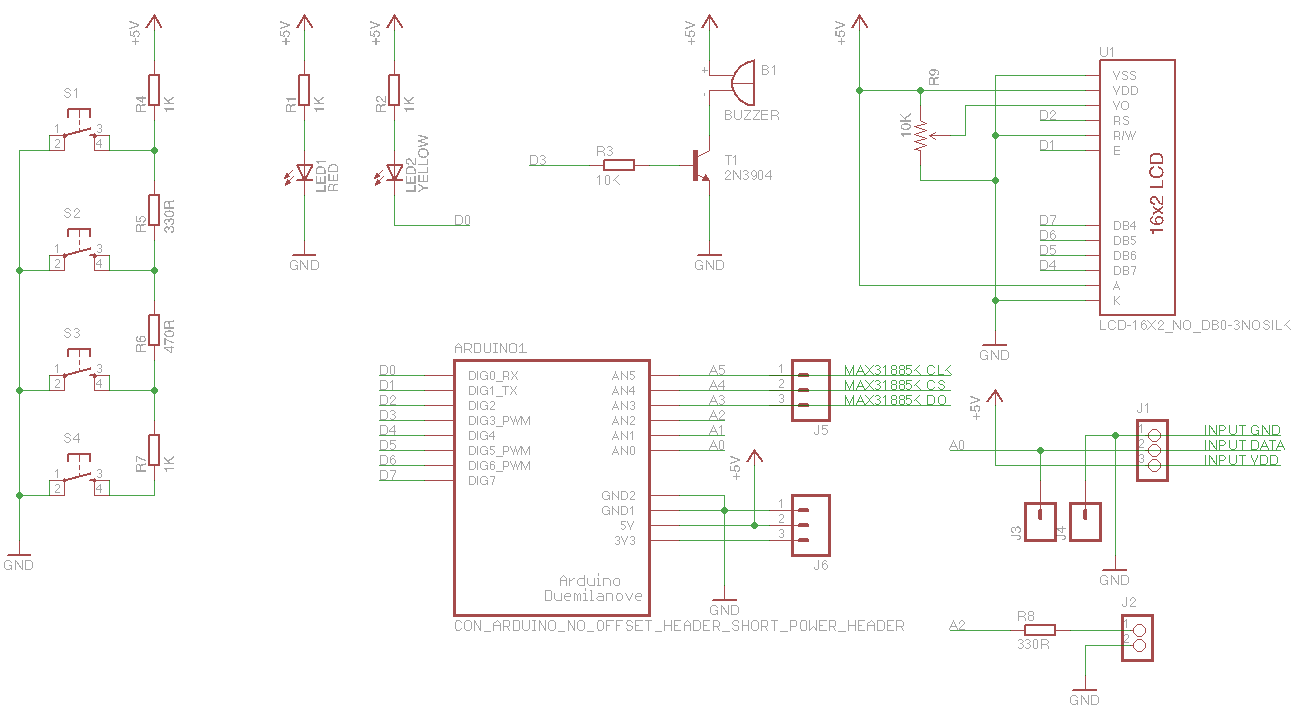 +5V
+5V
+5V
+5V
+5V
S1
1
2
3
4
R4
1K
S2
1
2
3
4
R5
330R
S3
1
2
3
4
R6
470R
S4
1
2
3
4
R7
1K
GND
R1
1K
LED1
RED
GND
R2
1K
LED2
YELLOW
D0
D3
R3
10K
+
-
B1
BUZZER
T1
2N3904
GND
R9
10K
U1
VSS
VDD
VO
D2
RS
R/W
D1
E
D7
DB4
D6
DB5
D5
DB6
D4
DB7
A
K
16x2 LCD
LCD-16X2_NO_DB0-3NOSILK
GND
ARDUINO1
D0
DIG0_RX
D1
DIG1_TX
D2
DIG2
D3
DIG3_PWM
D4
DIG4
D5
DIG5_PWM
D6
DIG6_PWM
D7
DIG7
AN5
A5
AN4
A4
AN3
A3
AN2
A2
AN1
A1
AN0
A0
GND2
GND1
5V
3V3
Arduino
Duemilanove
CON_ARDUINO_NO_OFFSET_HEADER_SHORT_POWER_HEADER
1
2
3
J5
MAX31885K CLK
MAX31885K CS
MAX31885K DO
+5V
1
2
3
J6
GND
+5V
A0
J1
1
2
3
INPUT GND
INPUT DATA
INPUT VDD
J3
J4
GND
A2
R8
330R
J2
1
2
GND